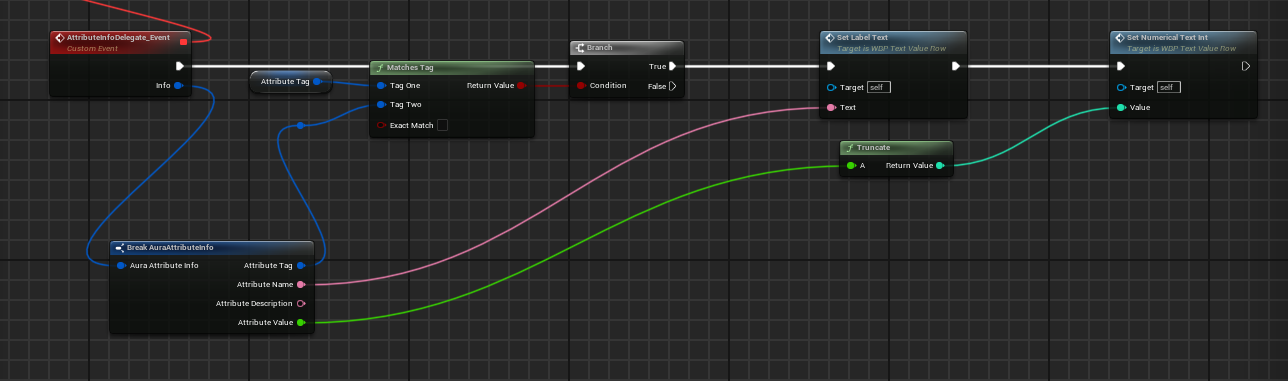 AttributeInfoDelegate_Event
Custom Event
Info
Attribute Tag
Matches Tag
Tag One
Return Value
Tag Two
Exact Match
Branch
True
Condition
False
Set Label Text
Target is WDP Text Value Row
Target
self
Text
Set Numerical Text Int
Target is WDP Text Value Row
Target
self
Value
Truncate
A
Return Value
Break AuraAttributeInfo
Aura Attribute Info
Attribute Tag
Attribute Name
Attribute Description
Attribute Value